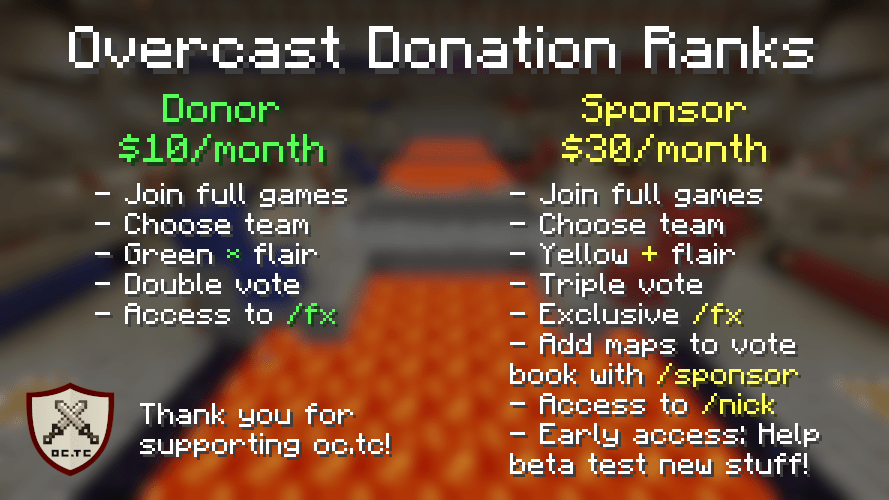 Overcast Donation Ranks
Donor
$10/month
- Join full games
- Choose team
- Green × flair
- Double vote
- Access to /fx
Sponsor
$30/month
- Join full games
- Choose team
- Yellow + flair
- Triple vote
- Exclusive /fx
- Add maps to vote
book with /sponsor
- Access to /nick
- Early access: Help
beta test new stuff!
OC.TC
Thank you for
supporting oc.tc!